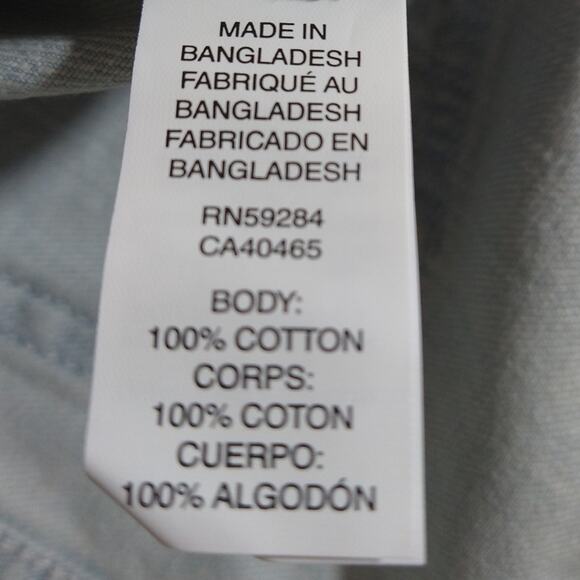 MADE IN
BANGLADESH
FABRIQUÉ AU
BANGLADESH
FABRICADO EN
BANGLADESH
RN59284
CA40465
BODY:
100% COTTON
CORPS:
100% COTON
CUERPO:
100% ALGODÓN